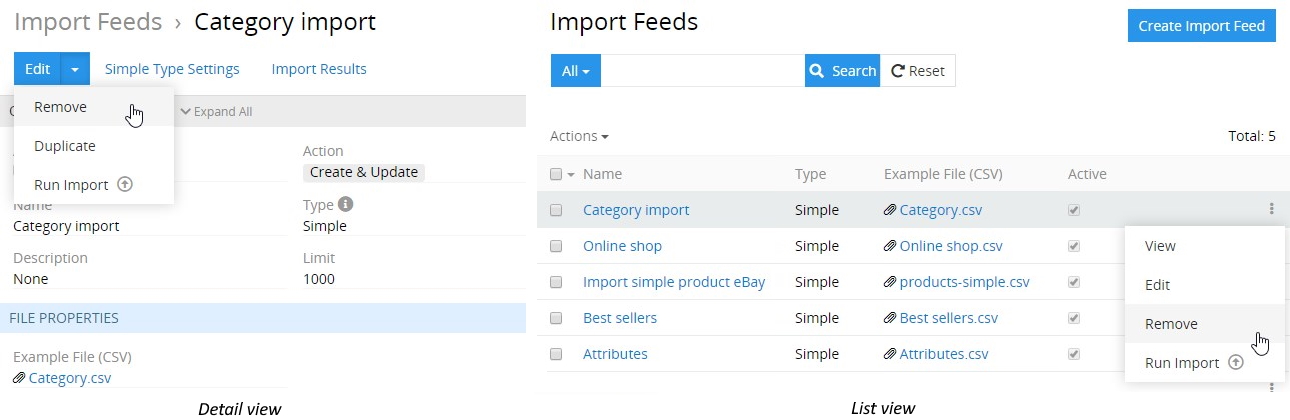 Import Feeds › Category import
Edit
Simple Type Settings
Import Results
Remove
Duplicate
Run Import
Expand All
Action
Create & Update
Name
Category import
Type
Simple
Description
None
Limit
1000
FILE PROPERTIES
Example File (CSV)
Category.csv
Detail view
Import Feeds
Create Import Feed
All
Search
Reset
Actions
Total: 5
Name Type Example File (CSV) Active
Category import Simple Category.csv
Online shop Simple Online shop.csv
Import simple product eBay Simple products-simple.csv
Best sellers Simple Best sellers.csv
Attributes Simple Attributes.csv
View
Edit
Remove
Run Import
List view